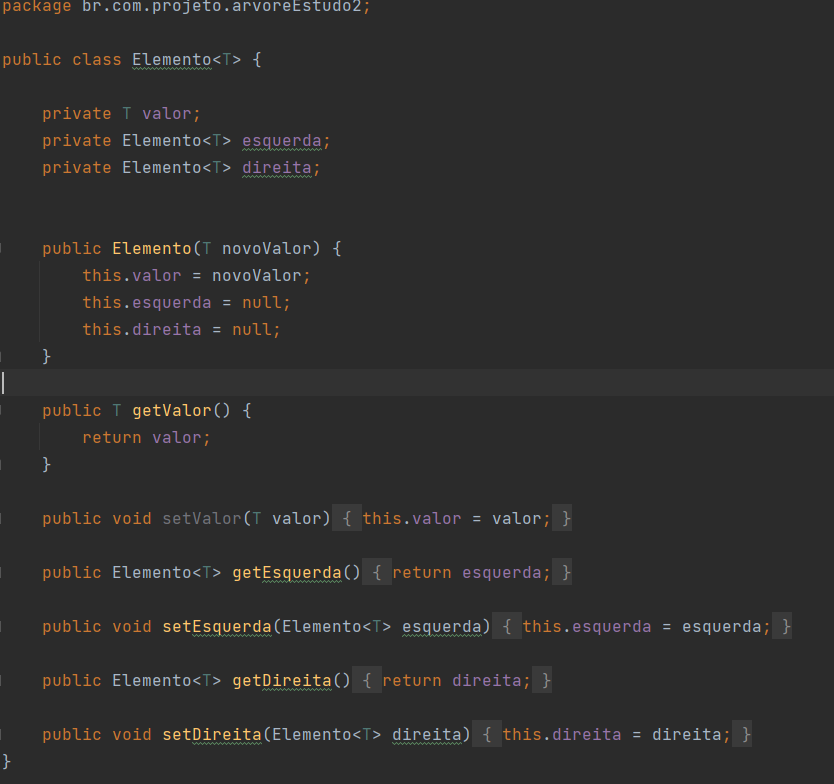 package br.com.projeto.arvoreEstudo2;
public class Elemento<T> {
private T valor;
private Elemento<T> esquerda;
private Elemento<T> direita;
public Elemento(T novoValor) {
this.valor = novoValor;
this.esquerda = null;
this.direita = null;
}
public T getValor() {
return valor;
}
public void setValor(T valor) { this.valor = valor; }
public Elemento<T> getEsquerda() { return esquerda; }
public void setEsquerda(Elemento<T> esquerda) { this.esquerda = esquerda; }
public Elemento<T> getDireita() { return direita; }
public void setDireita(Elemento<T> direita) { this.direita = direita; }
}